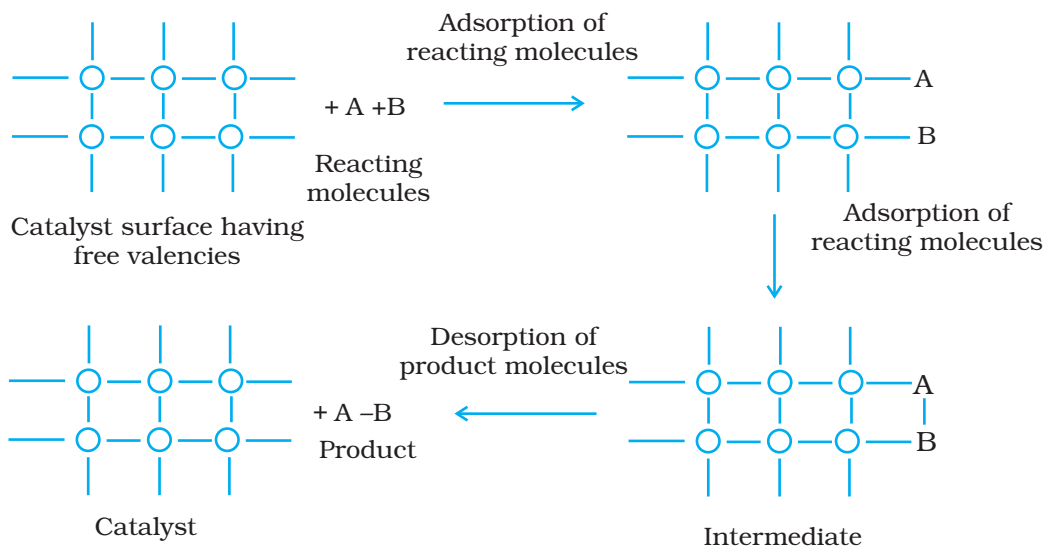 Adsorption of
reacting molecules
+ A +B
Reacting
molecules
Catalyst surface having
free valencies
A
B
Adsorption of
reacting molecules
Desorption of
product molecules
+ A –B
Product
Catalyst
A
B
Intermediate